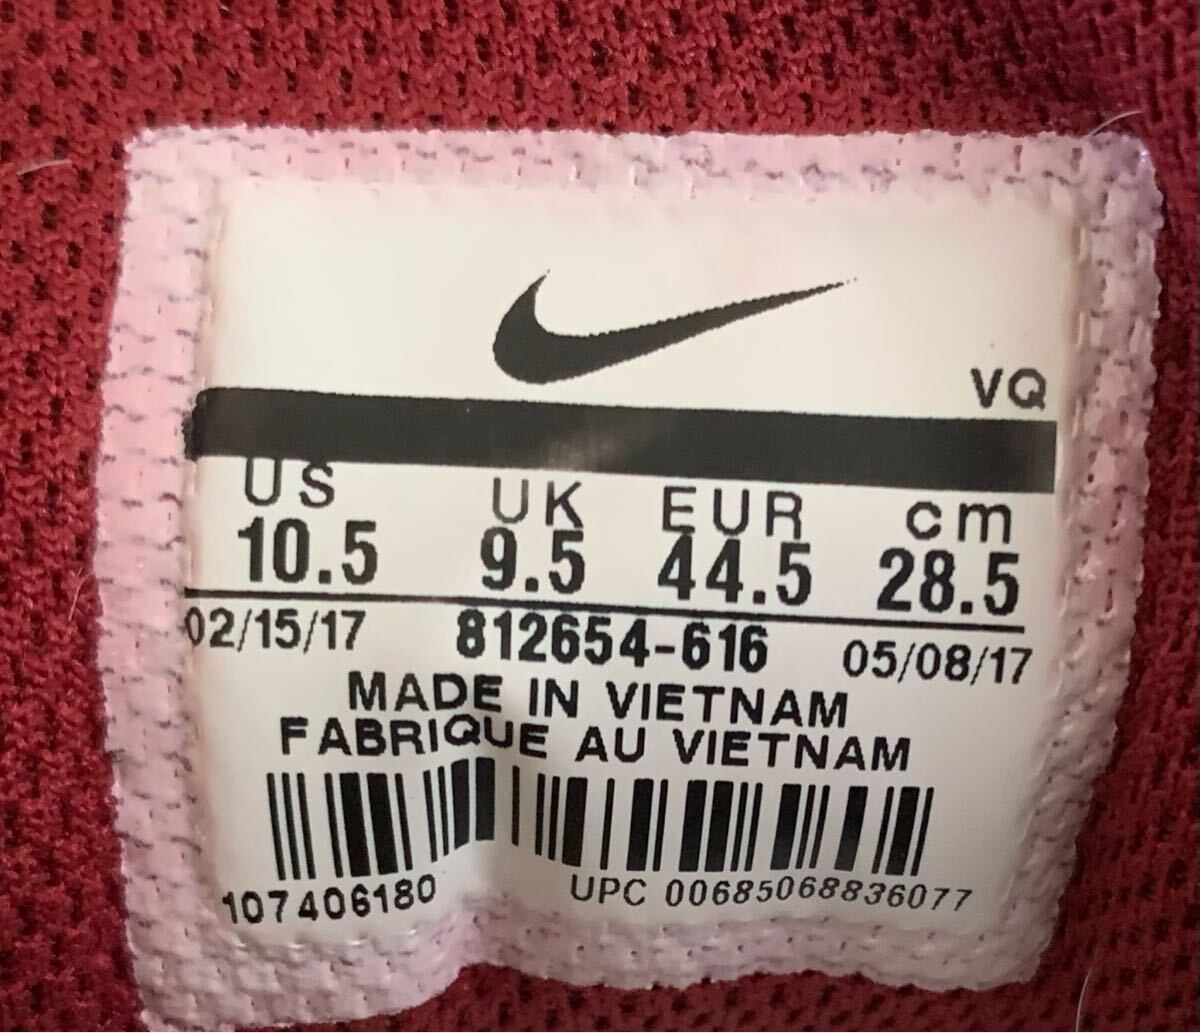 VQ
US UK EUR cm
10.5 9.5 44.5 28.5
02/15/17 812654-616 05/08/17
MADE IN VIETNAM
FABRIQUE AU VIETNAM
107406180 UPC 00685068836077